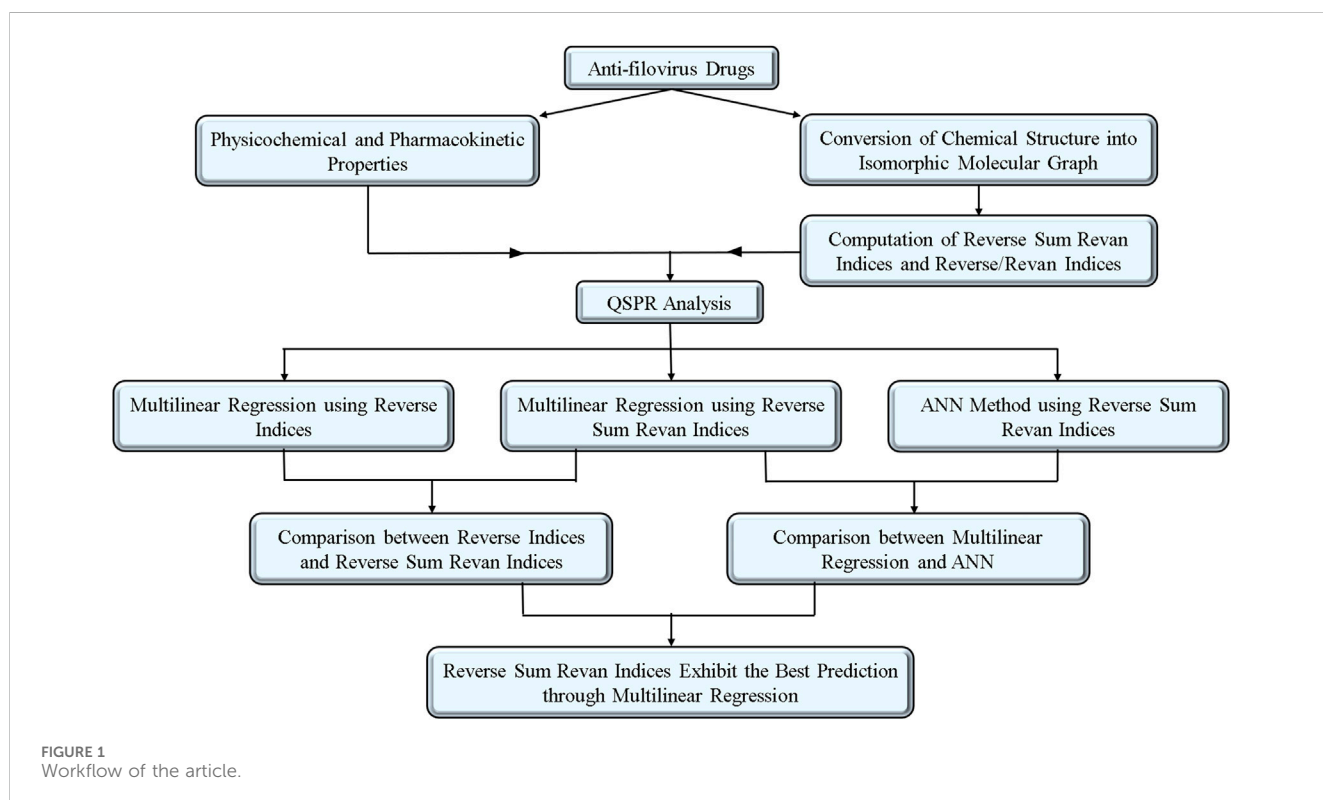 Anti-filovirus Drugs
Physicochemical and Pharmacokinetic
Properties
Conversion of Chemical Structure into
Isomorphic Molecular Graph
Computation of Reverse Sum Revan
Indices and Reverse/Revan Indices
QSPR Analysis
Multilinear Regression using Reverse
Indices
Multilinear Regression using Reverse
Sum Revan Indices
ANN Method using Reverse Sum
Revan Indices
Comparison between Reverse Indices
and Reverse Sum Revan Indices
Comparison between Multilinear
Regression and ANN
Reverse Sum Revan Indices Exhibit the Best Prediction
through Multilinear Regression
FIGURE 1
Workflow of the article.